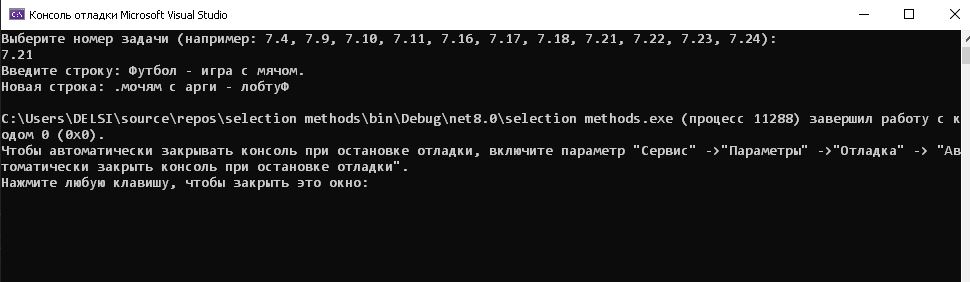 Консоль отладки Microsoft Visual Studio
Выберите номер задачи (например: 7.4, 7.9, 7.10, 7.11, 7.16, 7.17, 7.18, 7.21, 7.22, 7.23, 7.24):
7.21
Введите строку: Футбол - игра с мячом.
Новая строка: .мочям с арги - лобтуФ
C:\Users\DELSI\source\repos\selection methods\bin\Debug\net8.0\selection methods.exe (процесс 11288) завершил работу с к
одом 0 (0x0).
Чтобы автоматически закрывать консоль при остановке отладки, включите параметр "Сервис" ->"Параметры" ->"Отладка" -> "Ав
томатически закрыть консоль при остановке отладки".
Нажмите любую клавишу, чтобы закрыть это окно: